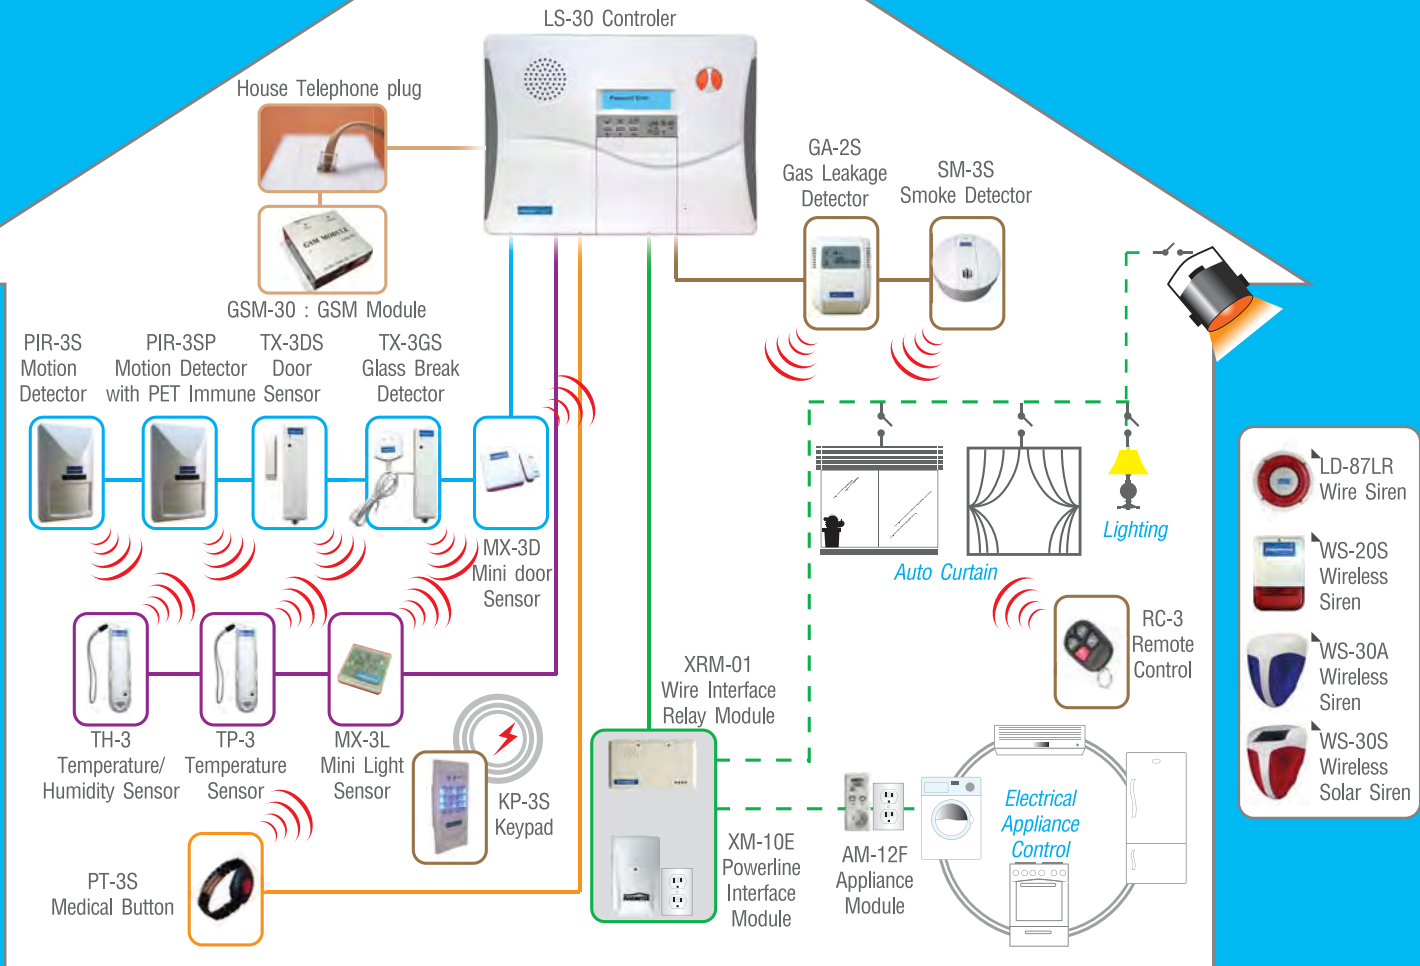 LS-30 Controler
House Telephone plug
GSM MODULE
GSM-30 : GSM Module
GA-2S
Gas Leakage
Detector
SM-3S
Smoke Detector
PIR-3S
Motion
Detector
PIR-3SP
Motion Detector
with PET Immune
TX-3DS
Door
Sensor
TX-3GS
Glass Break
Detector
MX-3D
Mini door
Sensor
Lighting
Auto Curtain
LD-87LR
Wire Siren
WS-20S
Wireless
Siren
WS-30A
Wireless
Siren
WS-30S
Wireless
Solar Siren
RC-3
Remote
Control
XRM-01
Wire Interface
Relay Module
TH-3
Temperature/
Humidity Sensor
TP-3
Temperature
Sensor
MX-3L
Mini Light
Sensor
KP-3S
Keypad
XM-10E
Powerline
Interface
Module
AM-12F
Appliance
Module
Electrical
Appliance
Control
PT-3S
Medical Button